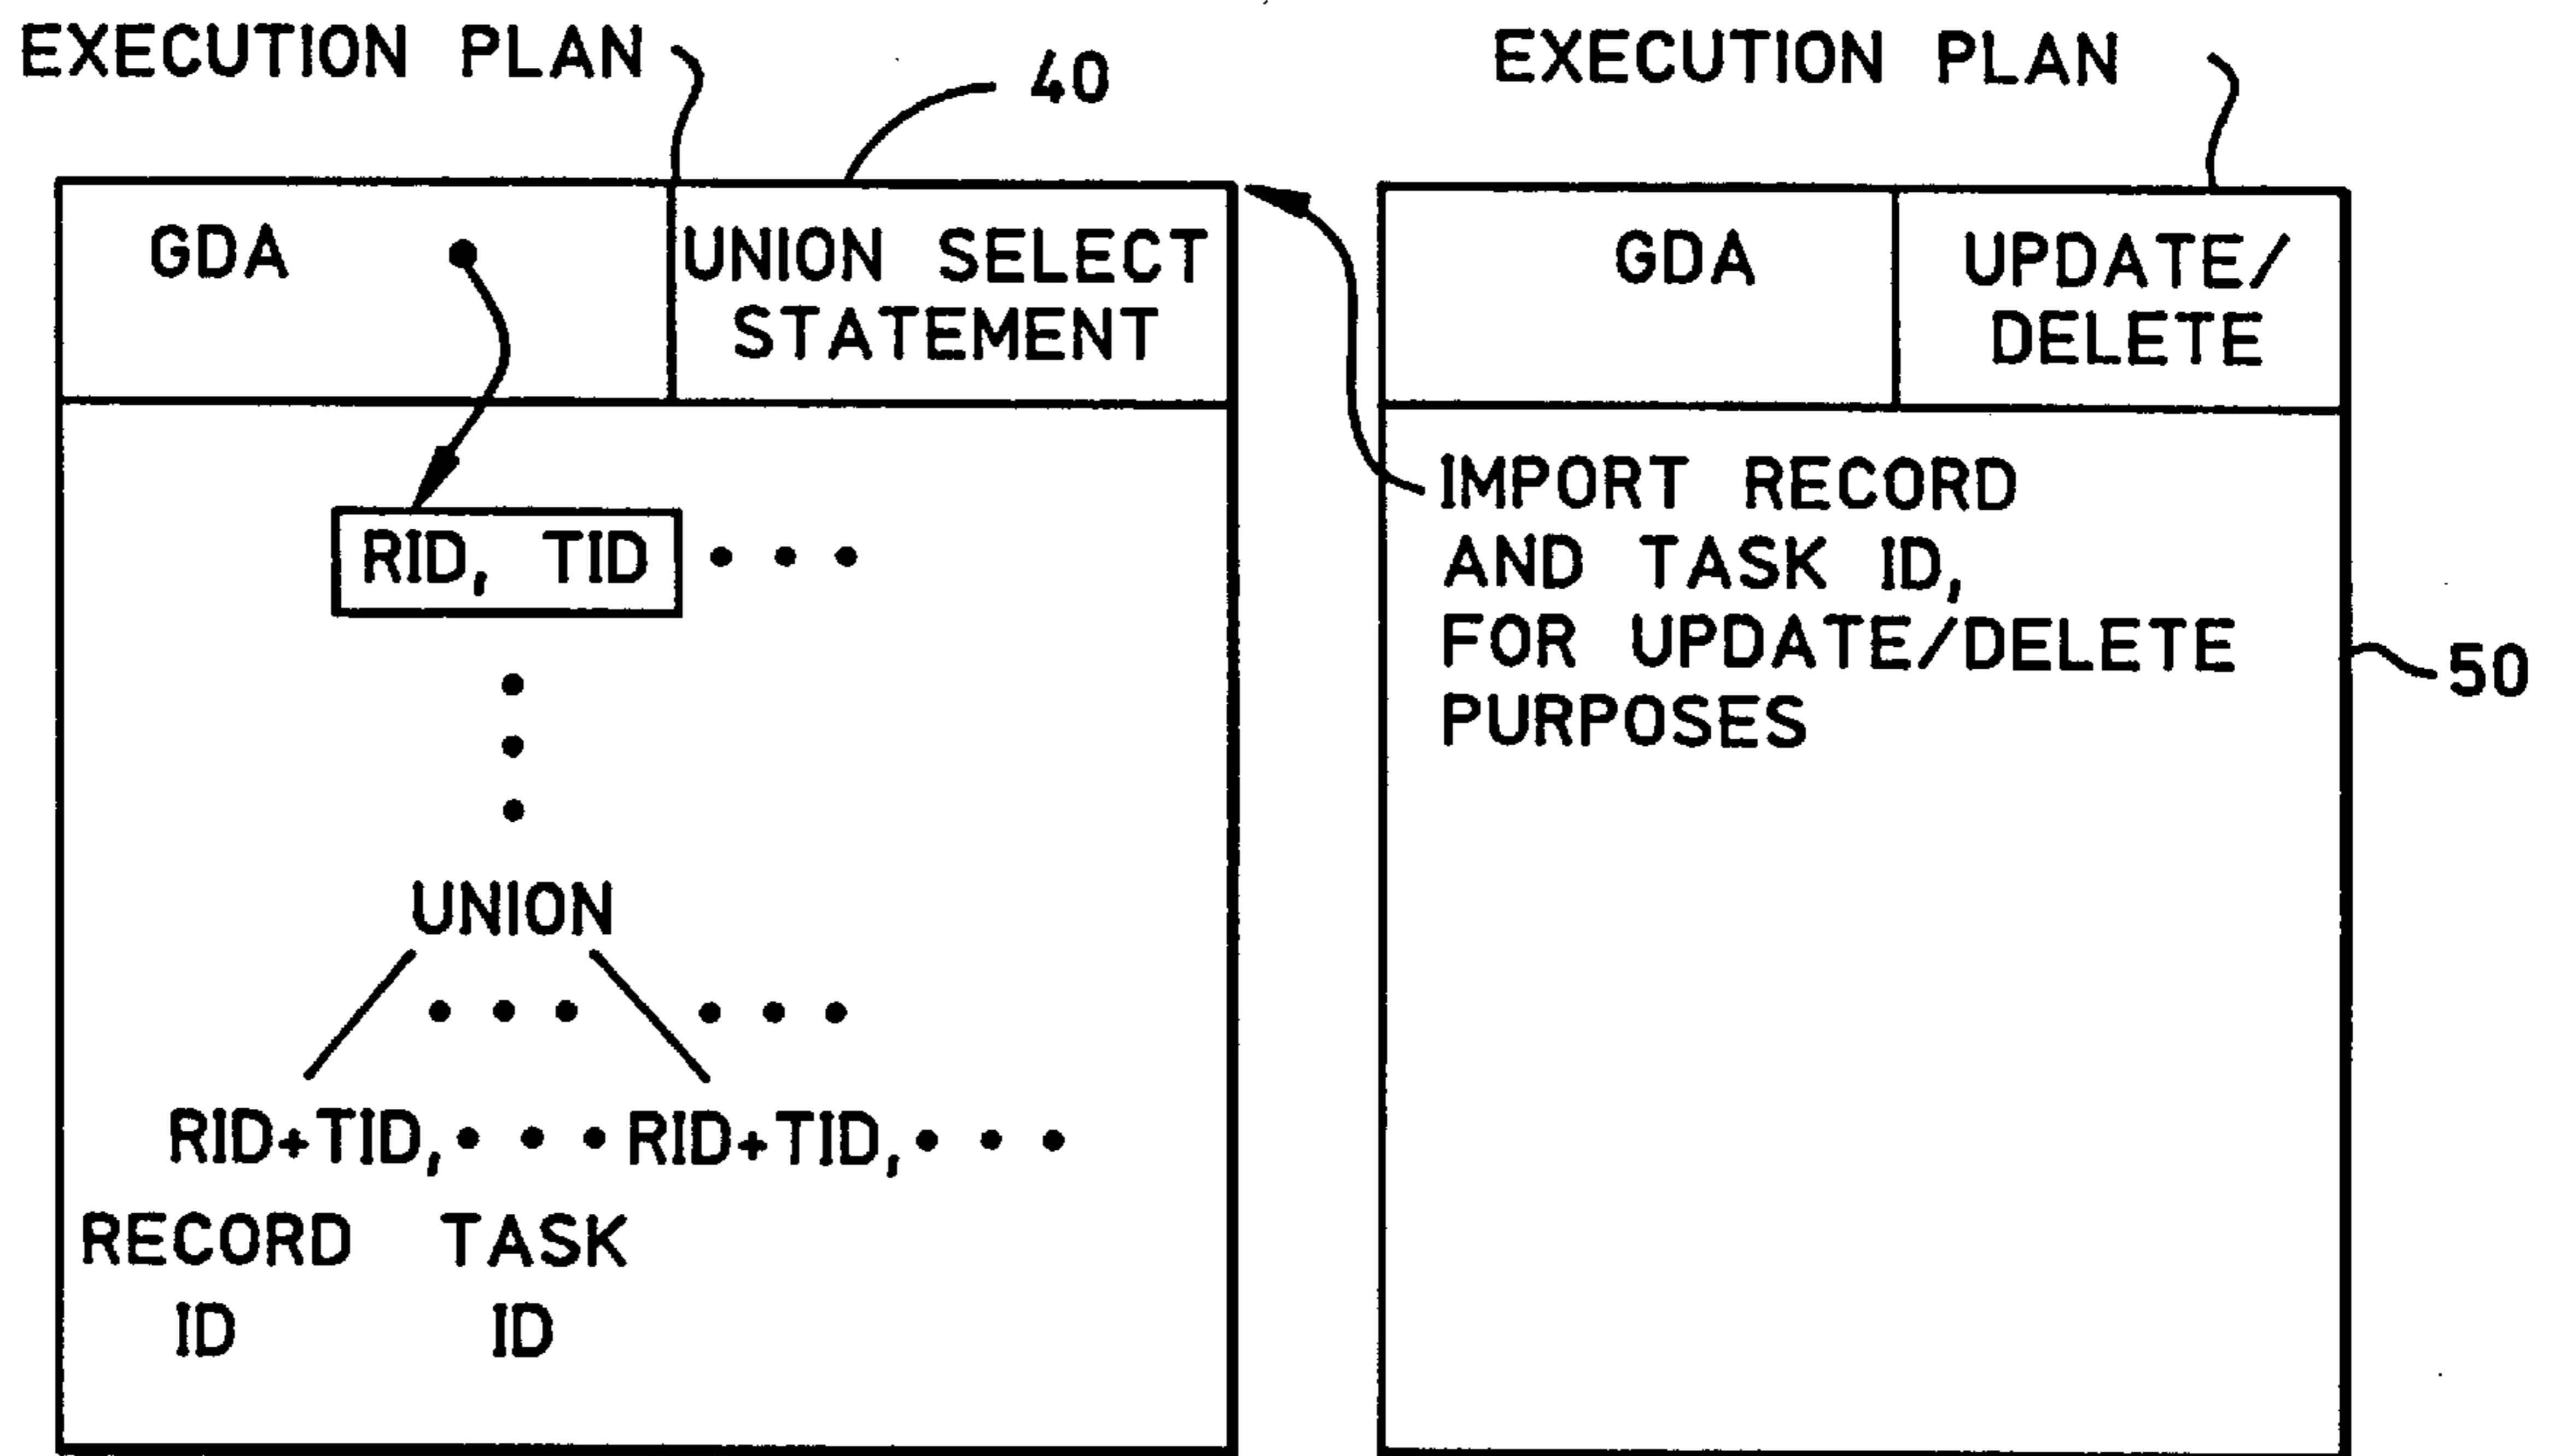 EXECUTION PLAN
40
GDA
UNION SELECT
STATEMENT
RID, TID • • •
UNION
• • • • • •
RID+TID, • • • RID+TID, • • •
RECORD TASK
ID ID
EXECUTION PLAN
GDA
UPDATE/
DELETE
IMPORT RECORD
AND TASK ID,
FOR UPDATE/DELETE
PURPOSES
50